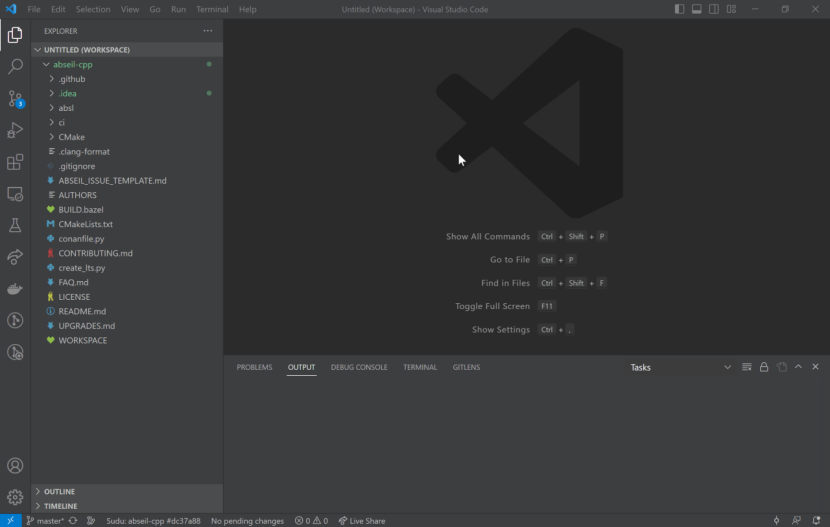 File Edit Selection View Go Run Terminal Help
Untitled (Workspace) - Visual Studio Code
EXPLORER
UNTITLED (WORKSPACE)
abseil-cpp
.github
.idea
absl
ci
CMake
.clang-format
.gitignore
ABSEIL_ISSUE_TEMPLATE.md
AUTHORS
BUILD.bazel
CMakeLists.txt
conanfile.py
CONTRIBUTING.md
create_lts.py
FAQ.md
LICENSE
README.md
UPGRADES.md
WORKSPACE
OUTLINE
TIMELINE
3
Show All Commands Ctrl + Shift + P
Go to File Ctrl + P
Find in Files Ctrl + Shift + F
Toggle Full Screen F11
Show Settings Ctrl + ,
PROBLEMS OUTPUT DEBUG CONSOLE TERMINAL GITLENS
Tasks
master* Sudu: abseil-cpp #dc37a88 No pending changes 0 0 Live Share